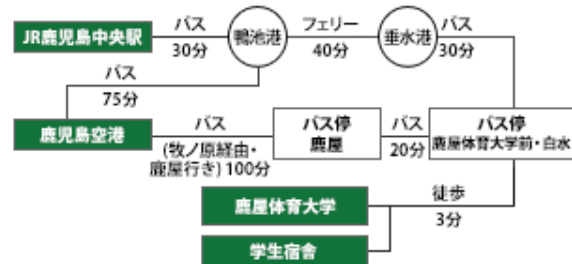 JR鹿児島中央駅
バス
30分
鴨池港
フェリー
40分
垂水港
バス
30分
バス
75分
鹿児島空港
バス
(牧ノ原経由・
鹿屋行き)100分
バス停
鹿屋
バス
20分
バス停
鹿屋体育大学前・白水
鹿屋体育大学
徒歩
3分
学生宿舎